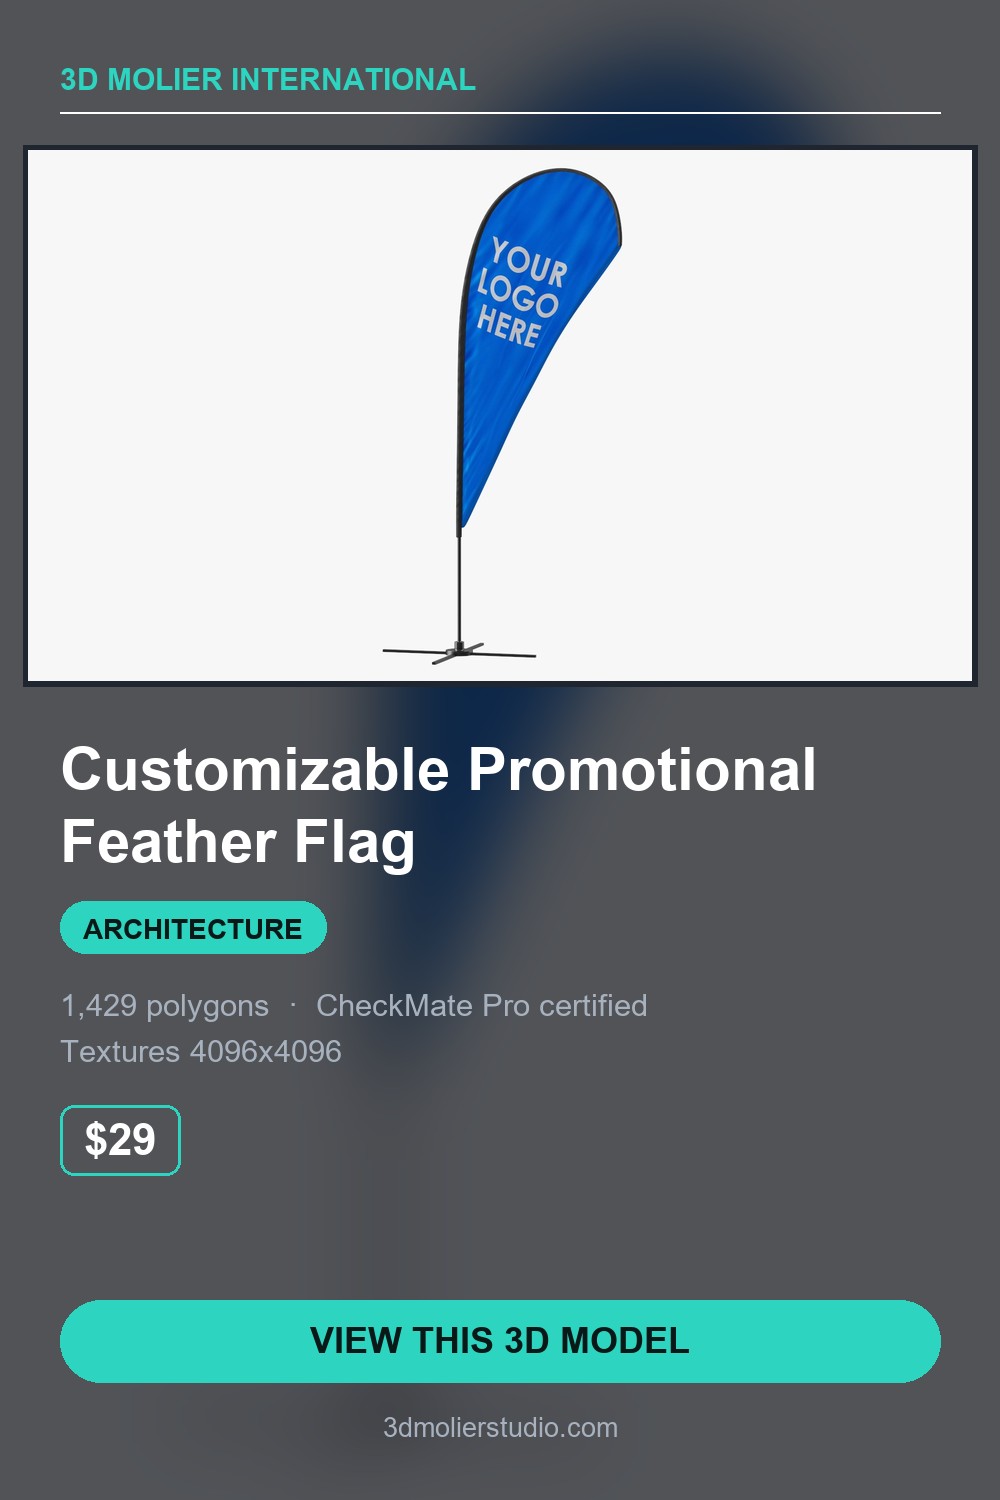 3D MOLIER INTERNATIONAL
YOUR
LOGO
HERE
Customizable Promotional
Feather Flag
ARCHITECTURE
1,429 polygons · CheckMate Pro certified
Textures 4096x4096
$29
VIEW THIS 3D MODEL
3dmolierstudio.com